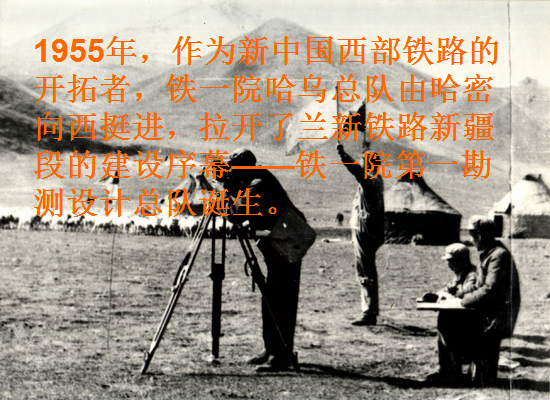 1955年，作为新中国西部铁路的
开拓者，铁一院哈乌总队由哈密
向西挺进，拉开了兰新铁路新疆
段的建设序幕——铁一院第一勘
测设计总队诞生。